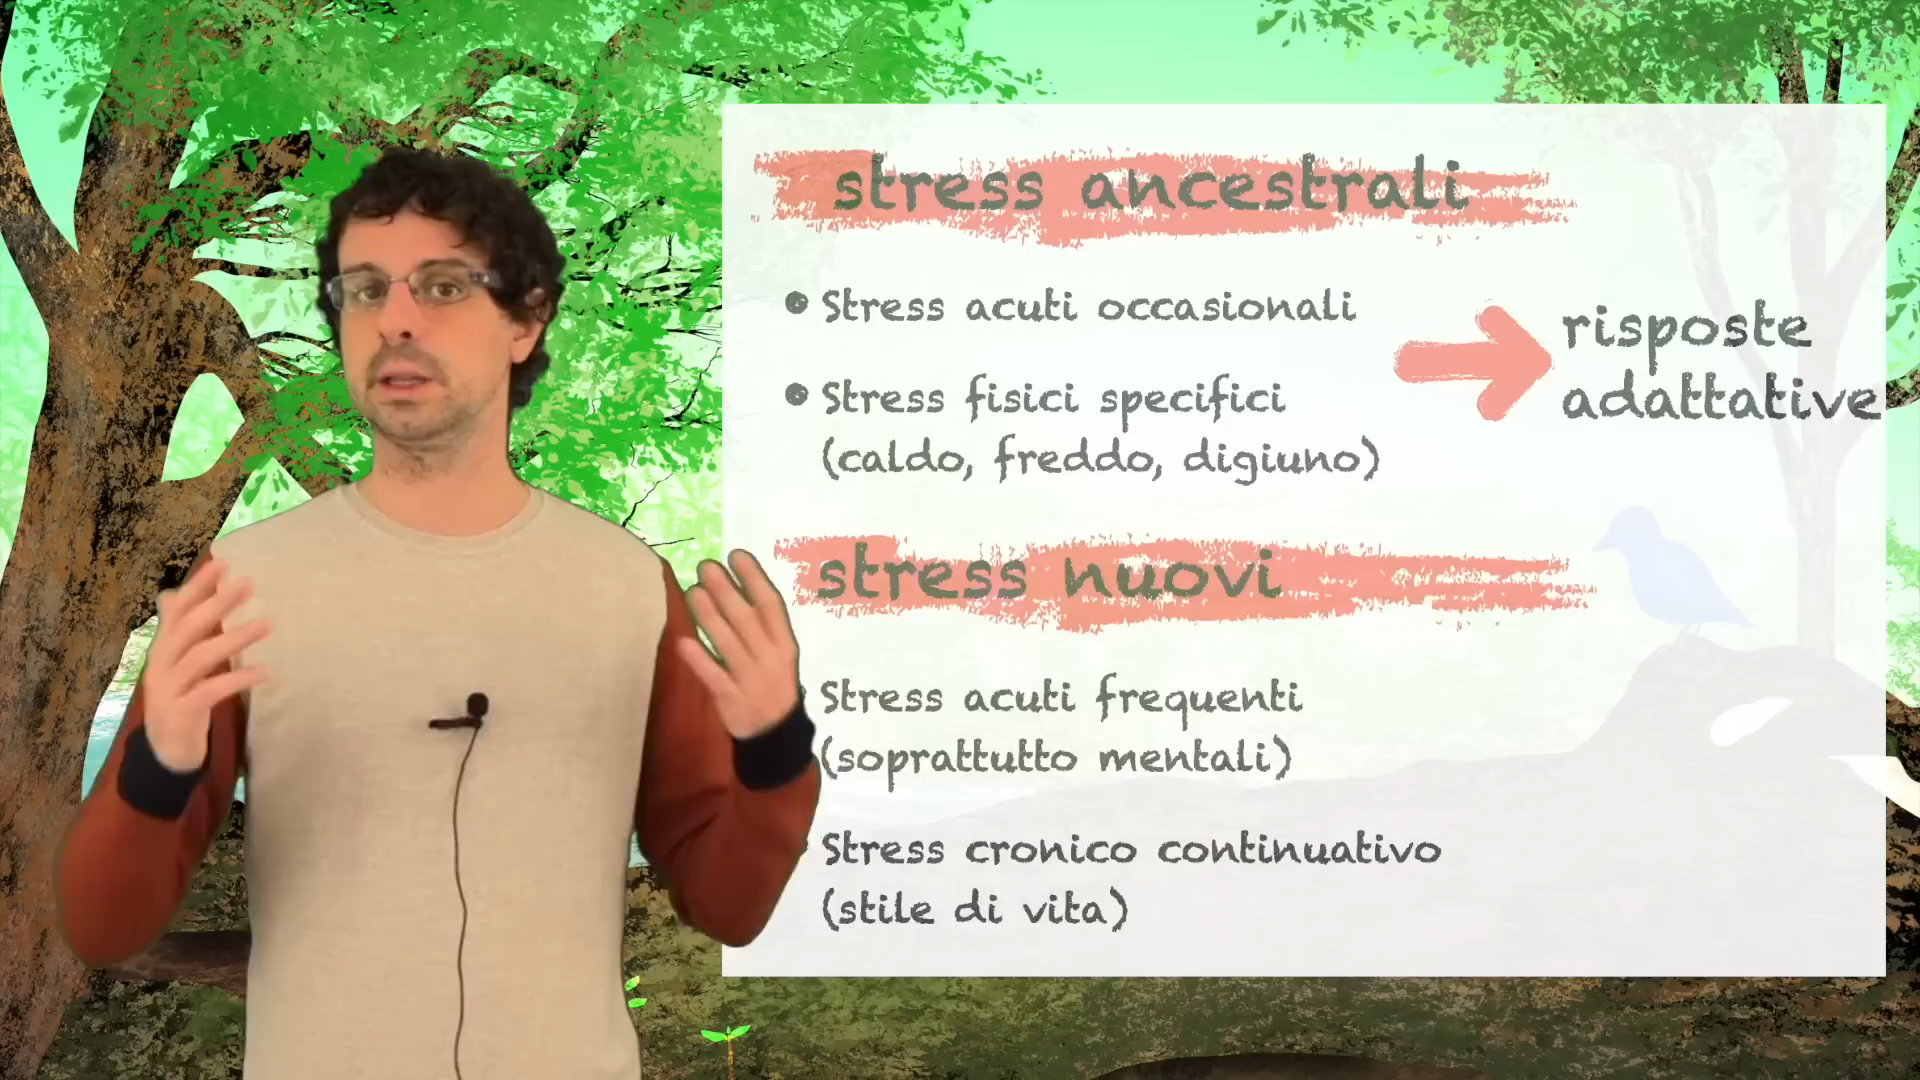 stress ancestrali
• Stress acuti occasionali
• Stress fisici specifici
(caldo, freddo, digiuno)
risposte
adattative
stress nuovi
Stress acuti frequenti
(soprattutto mentali)
Stress cronico continuativo
(stile di vita)